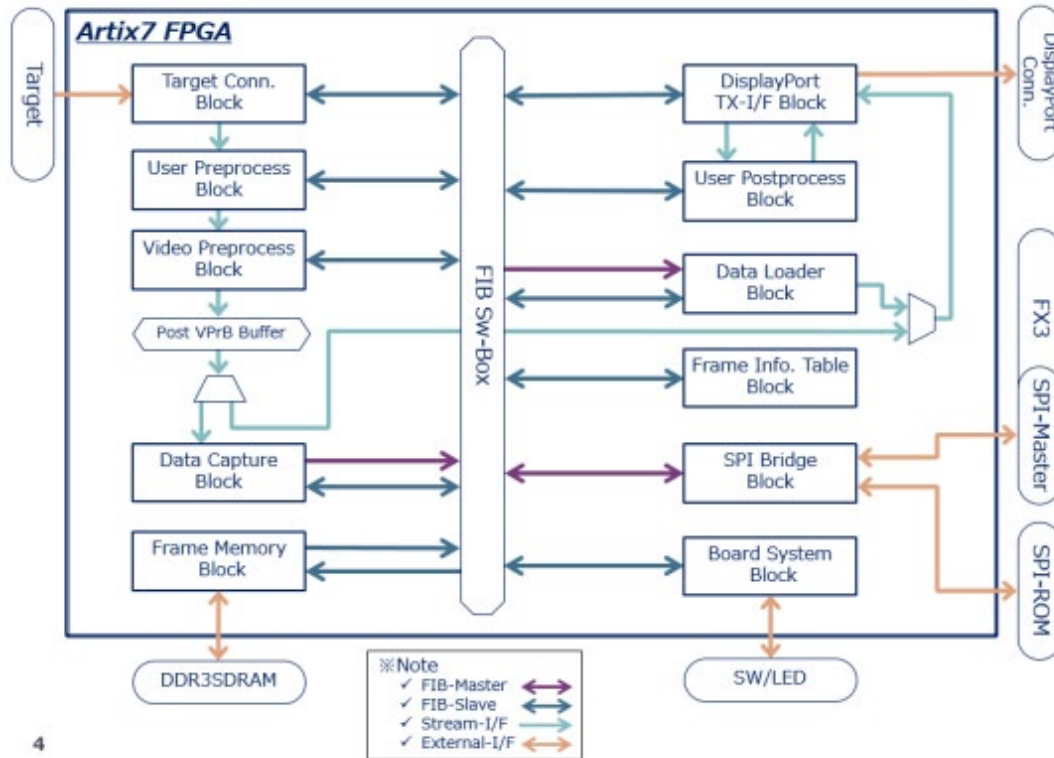 Artix7 FPGA
Target
Target Conn.
Block
User Preprocess
Block
Video Preprocess
Block
Post VPrB Buffer
Data Capture
Block
Frame Memory
Block
DDR3SDRAM
FIB Sw-Box
DisplayPort
TX-I/F Block
User Postprocess
Block
Data Loader
Block
Frame Info. Table
Block
SPI Bridge
Block
Board System
Block
SW/LED
DisplayPort
Conn.
FX3
SPI-Master
SPI-ROM
※Note
✓ FIB-Master
✓ FIB-Slave
✓ Stream-I/F
✓ External-I/F
4